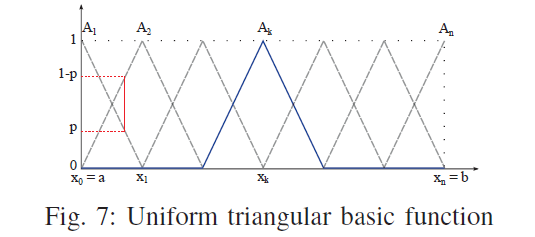 A1 A2 Ak An
1
1-p
p
0
x0 = a x1 xk xn = b
Fig. 7: Uniform triangular basic function